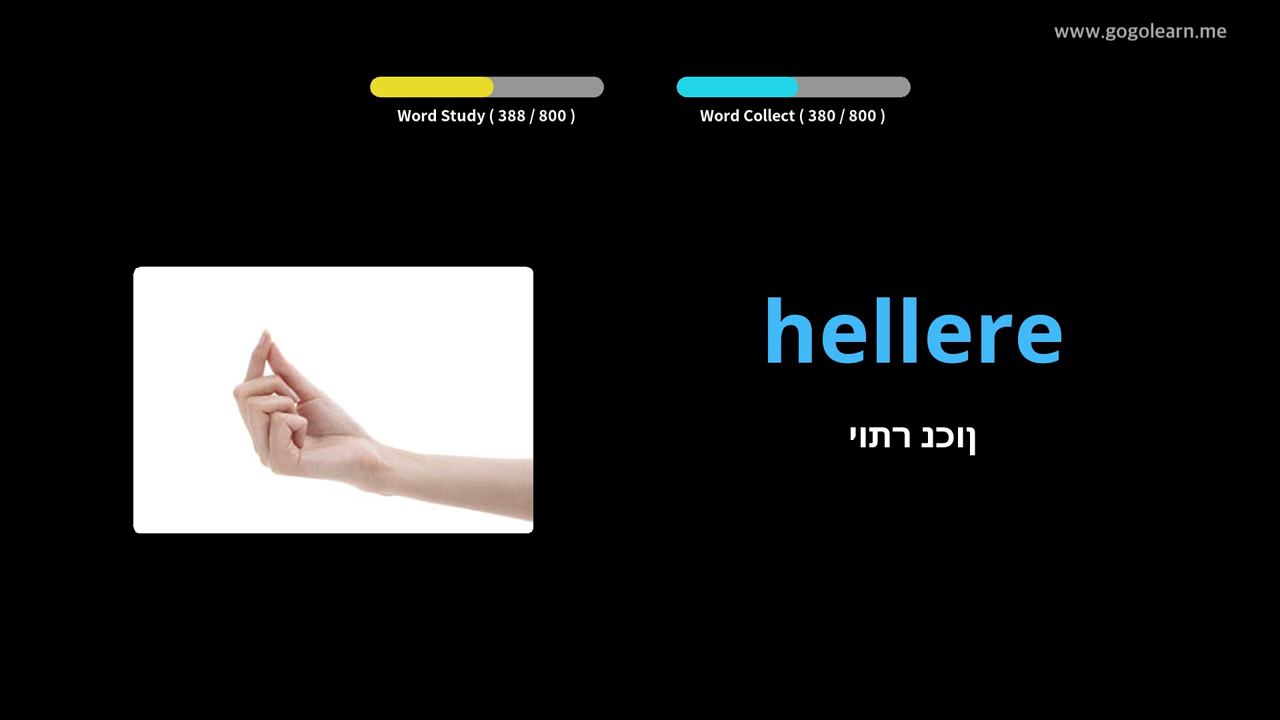 www.gogolearn.me
Word Study ( 388 / 800 )
Word Collect ( 380 / 800 )
hellere
ןוכנ רתוי